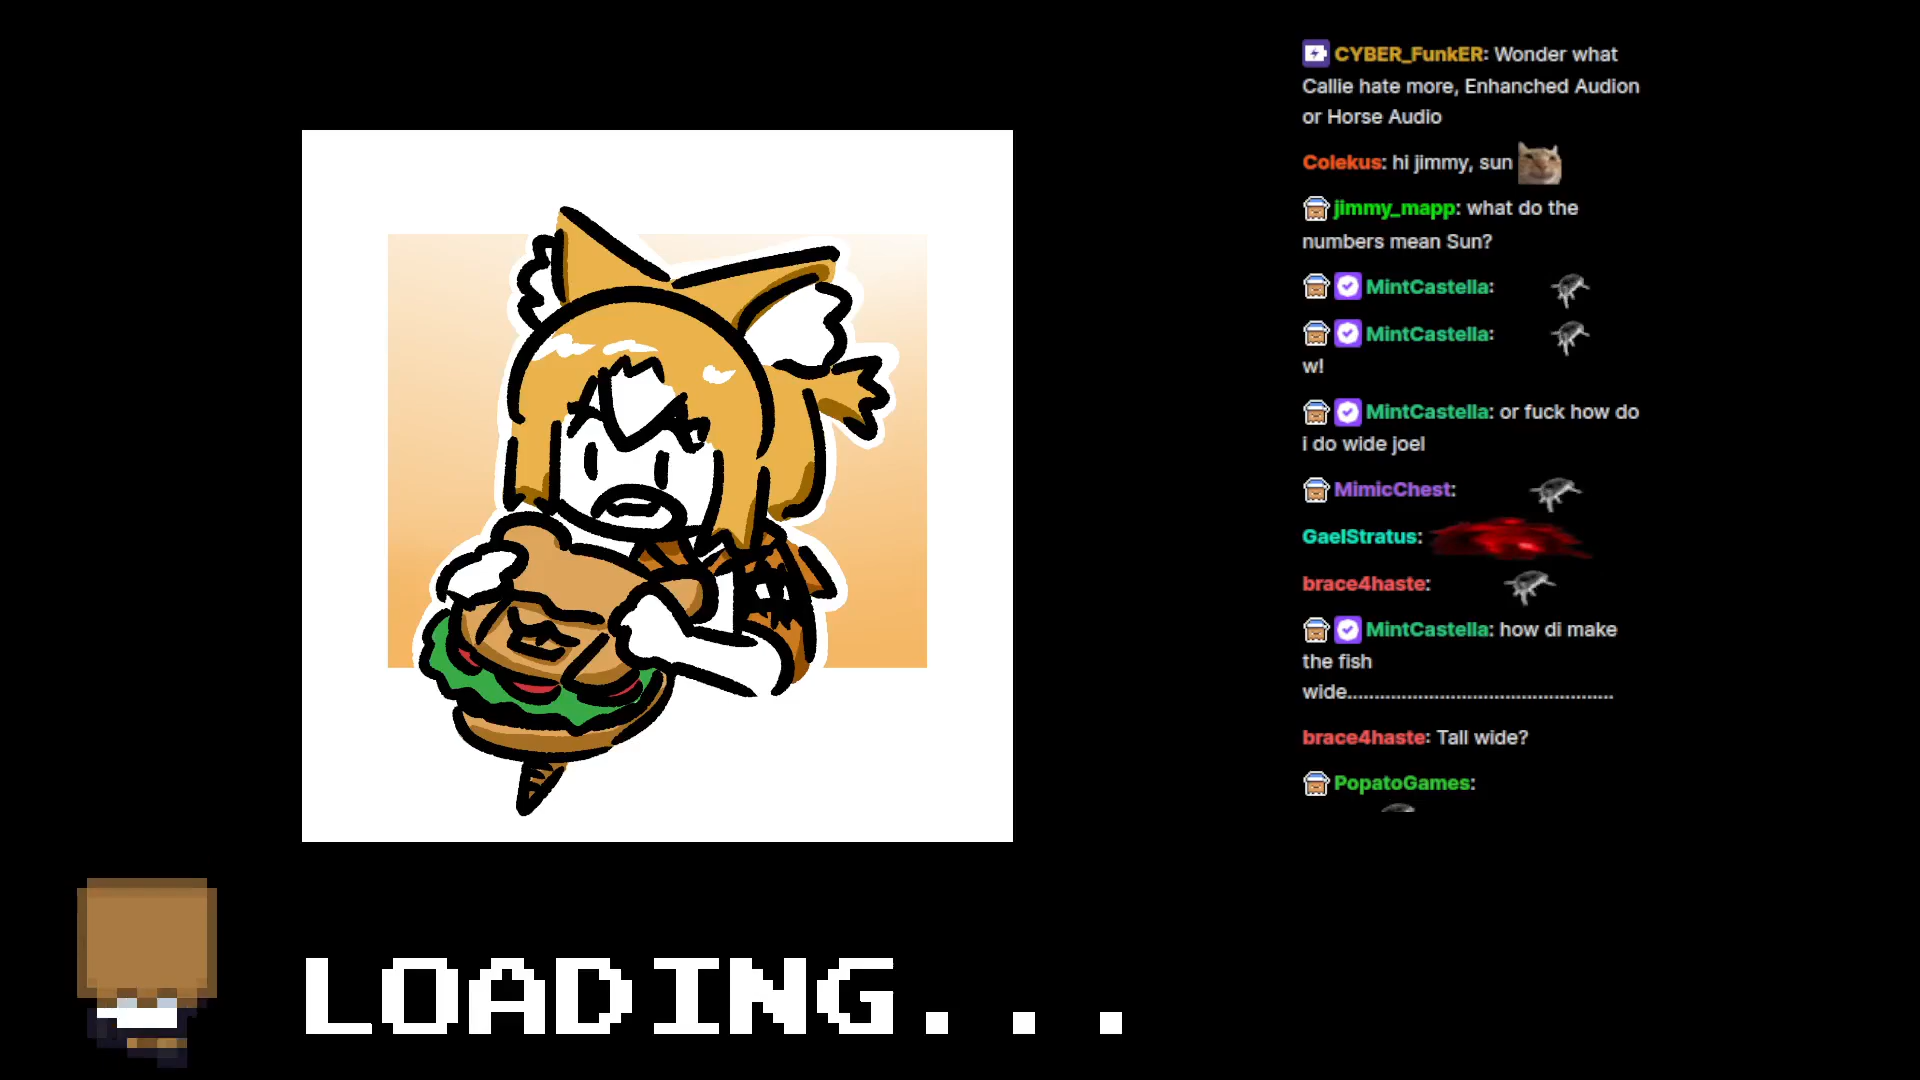 CYBER_FunkER: Wonder what
Callie hate more, Enhanched Audion
or Horse Audio
Colekus: hi jimmy, sun
jimmy_mapp: what do the
numbers mean Sun?
MintCastella:
MintCastella:
w!
MintCastella: or fuck how do
i do wide joel
MimicChest:
GaelStratus:
brace4haste:
MintCastella: how di make
the fish
wide................................................
brace4haste: Tall wide?
PopatoGames:
LOADING...